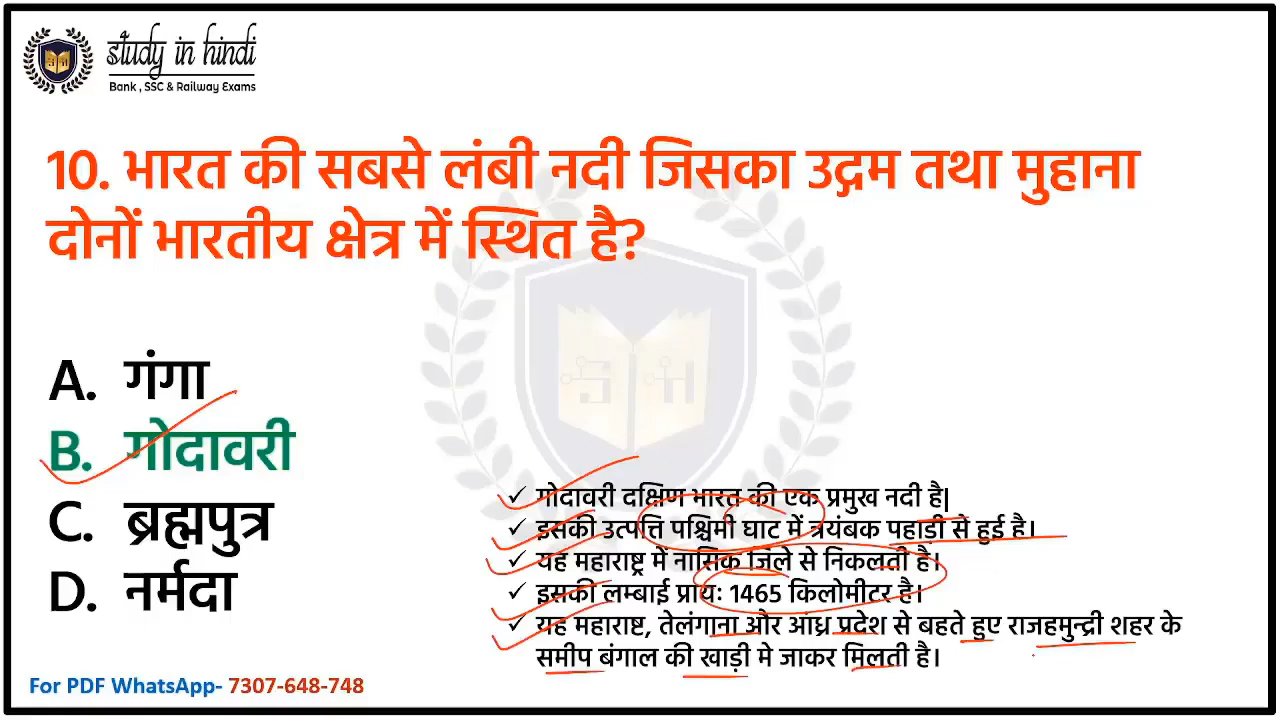 Study in hindi
Bank , SSC & Railway Exams
10. भारत की सबसे लंबी नदी जिसका उद्गम तथा मुहाना
दोनों भारतीय क्षेत्र में स्थित है?
A. गंगा
B. गोदावरी
C. ब्रह्मपुत्र
D. नर्मदा
✓ गोदावरी दक्षिण भारत की एक प्रमुख नदी है|
✓ इसकी उत्पत्ति पश्चिमी घाट में त्रयंबक पहाड़ी से हुई है।
✓ यह महाराष्ट्र में नासिक जिले से निकलती है।
✓ इसकी लम्बाई प्रायः 1465 किलोमीटर है।
✓ यह महाराष्ट, तेलंगाना और आंध्र प्रदेश से बहते हुए राजहमुन्द्री शहर के
समीप बंगाल की खाड़ी मे जाकर मिलती है।
For PDF WhatsApp- 7307-648-748